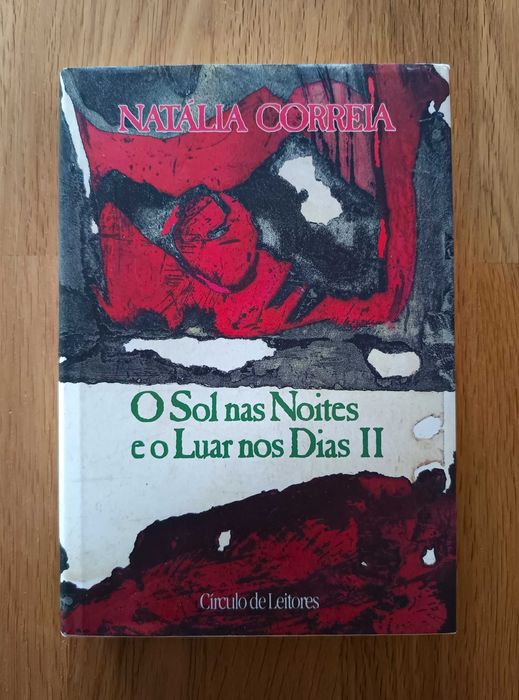 NATÁLIA CORREIA
O Sol nas Noites
e o Luar nos Dias II
Círculo de Leitores